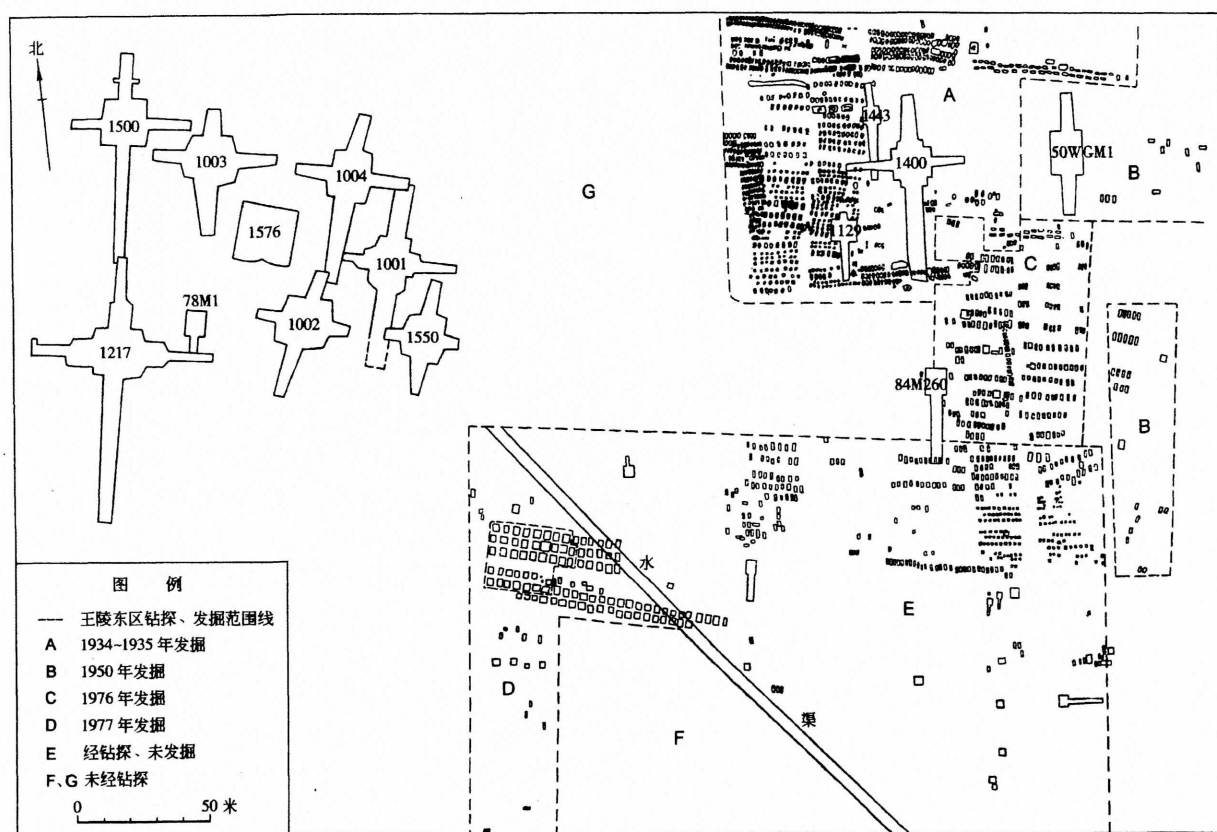 北
1500
1003
1004
1576
1001
78M1
1002
1550
1217
A
1443
1400
50WGM1
B
G
1129
C
84M260
B
水
E
D
渠
F
图 例
王陵东区钻探、发掘范围线
A 1934~1935 年发掘
B 1950 年发掘
C 1976 年发掘
D 1977 年发掘
E 经钻探、未发掘
F、G 未经钻探
0 50 米